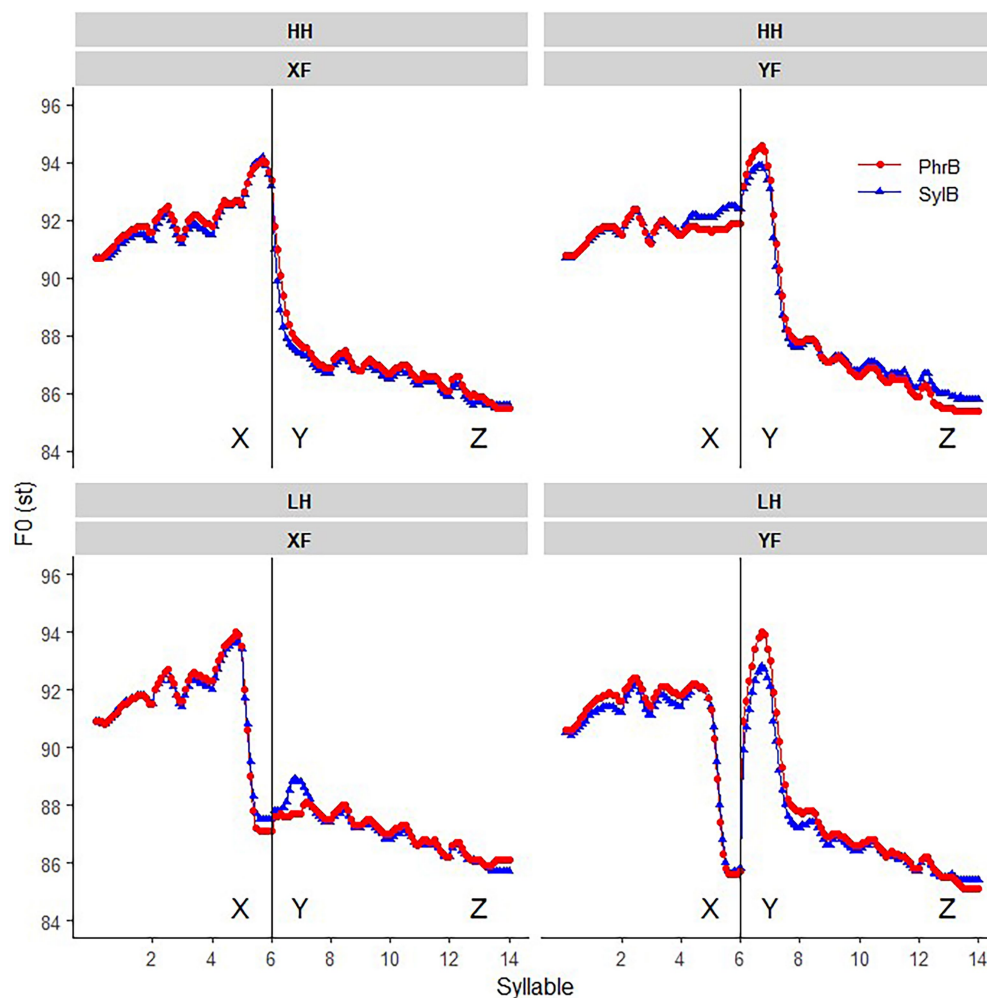 HH HH
XF YF
96
94
92
90
88
86
84
X Y Z X Y Z
PhrB
SylB
F0 (st)
LH LH
XF YF
96
94
92
90
88
86
84
X Y Z X Y Z
2 4 6 8 10 12 14 2 4 6 8 10 12 14
Syllable